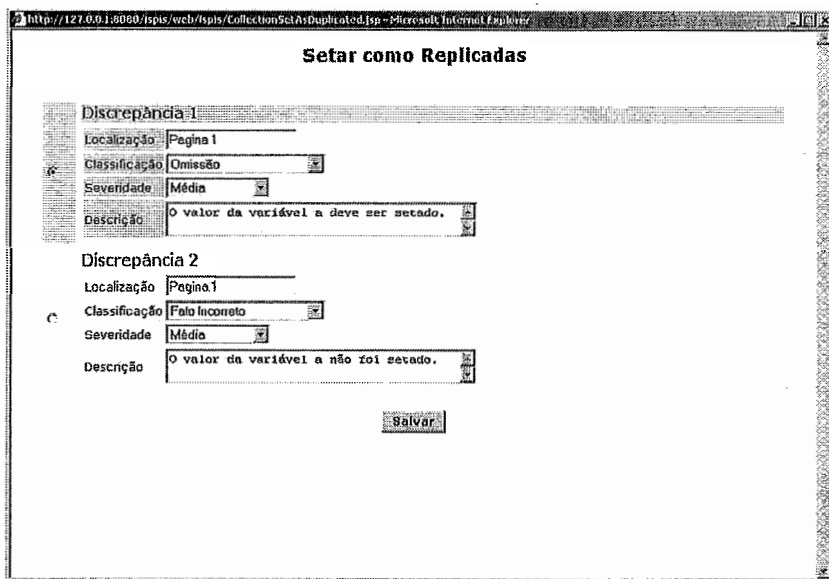 http://127.0.0.1:8080/ispis/web/Ispis/CollectionSetAsDuplicated.jsp - Microsoft Internet Explorer
Setar como Replicadas
Discrepância 1
Localização Pagina 1
Classificação Omissão
Severidade Média
Descrição O valor da variável a deve ser setado.
Discrepância 2
Localização Pagina 1
Classificação Fato Incorreto
Severidade Média
Descrição O valor da variável a não foi setado.
Salvar